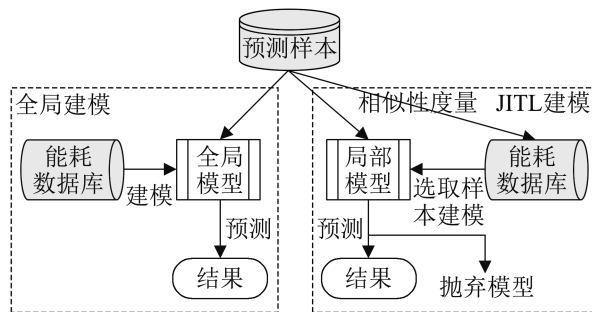 预测样本
全局建模
相似性度量
JITL建模
能耗
数据库
全局
模型
局部
模型
能耗
数据库
建模
选取样
本建模
预测
预测
结果
结果
抛弃模型